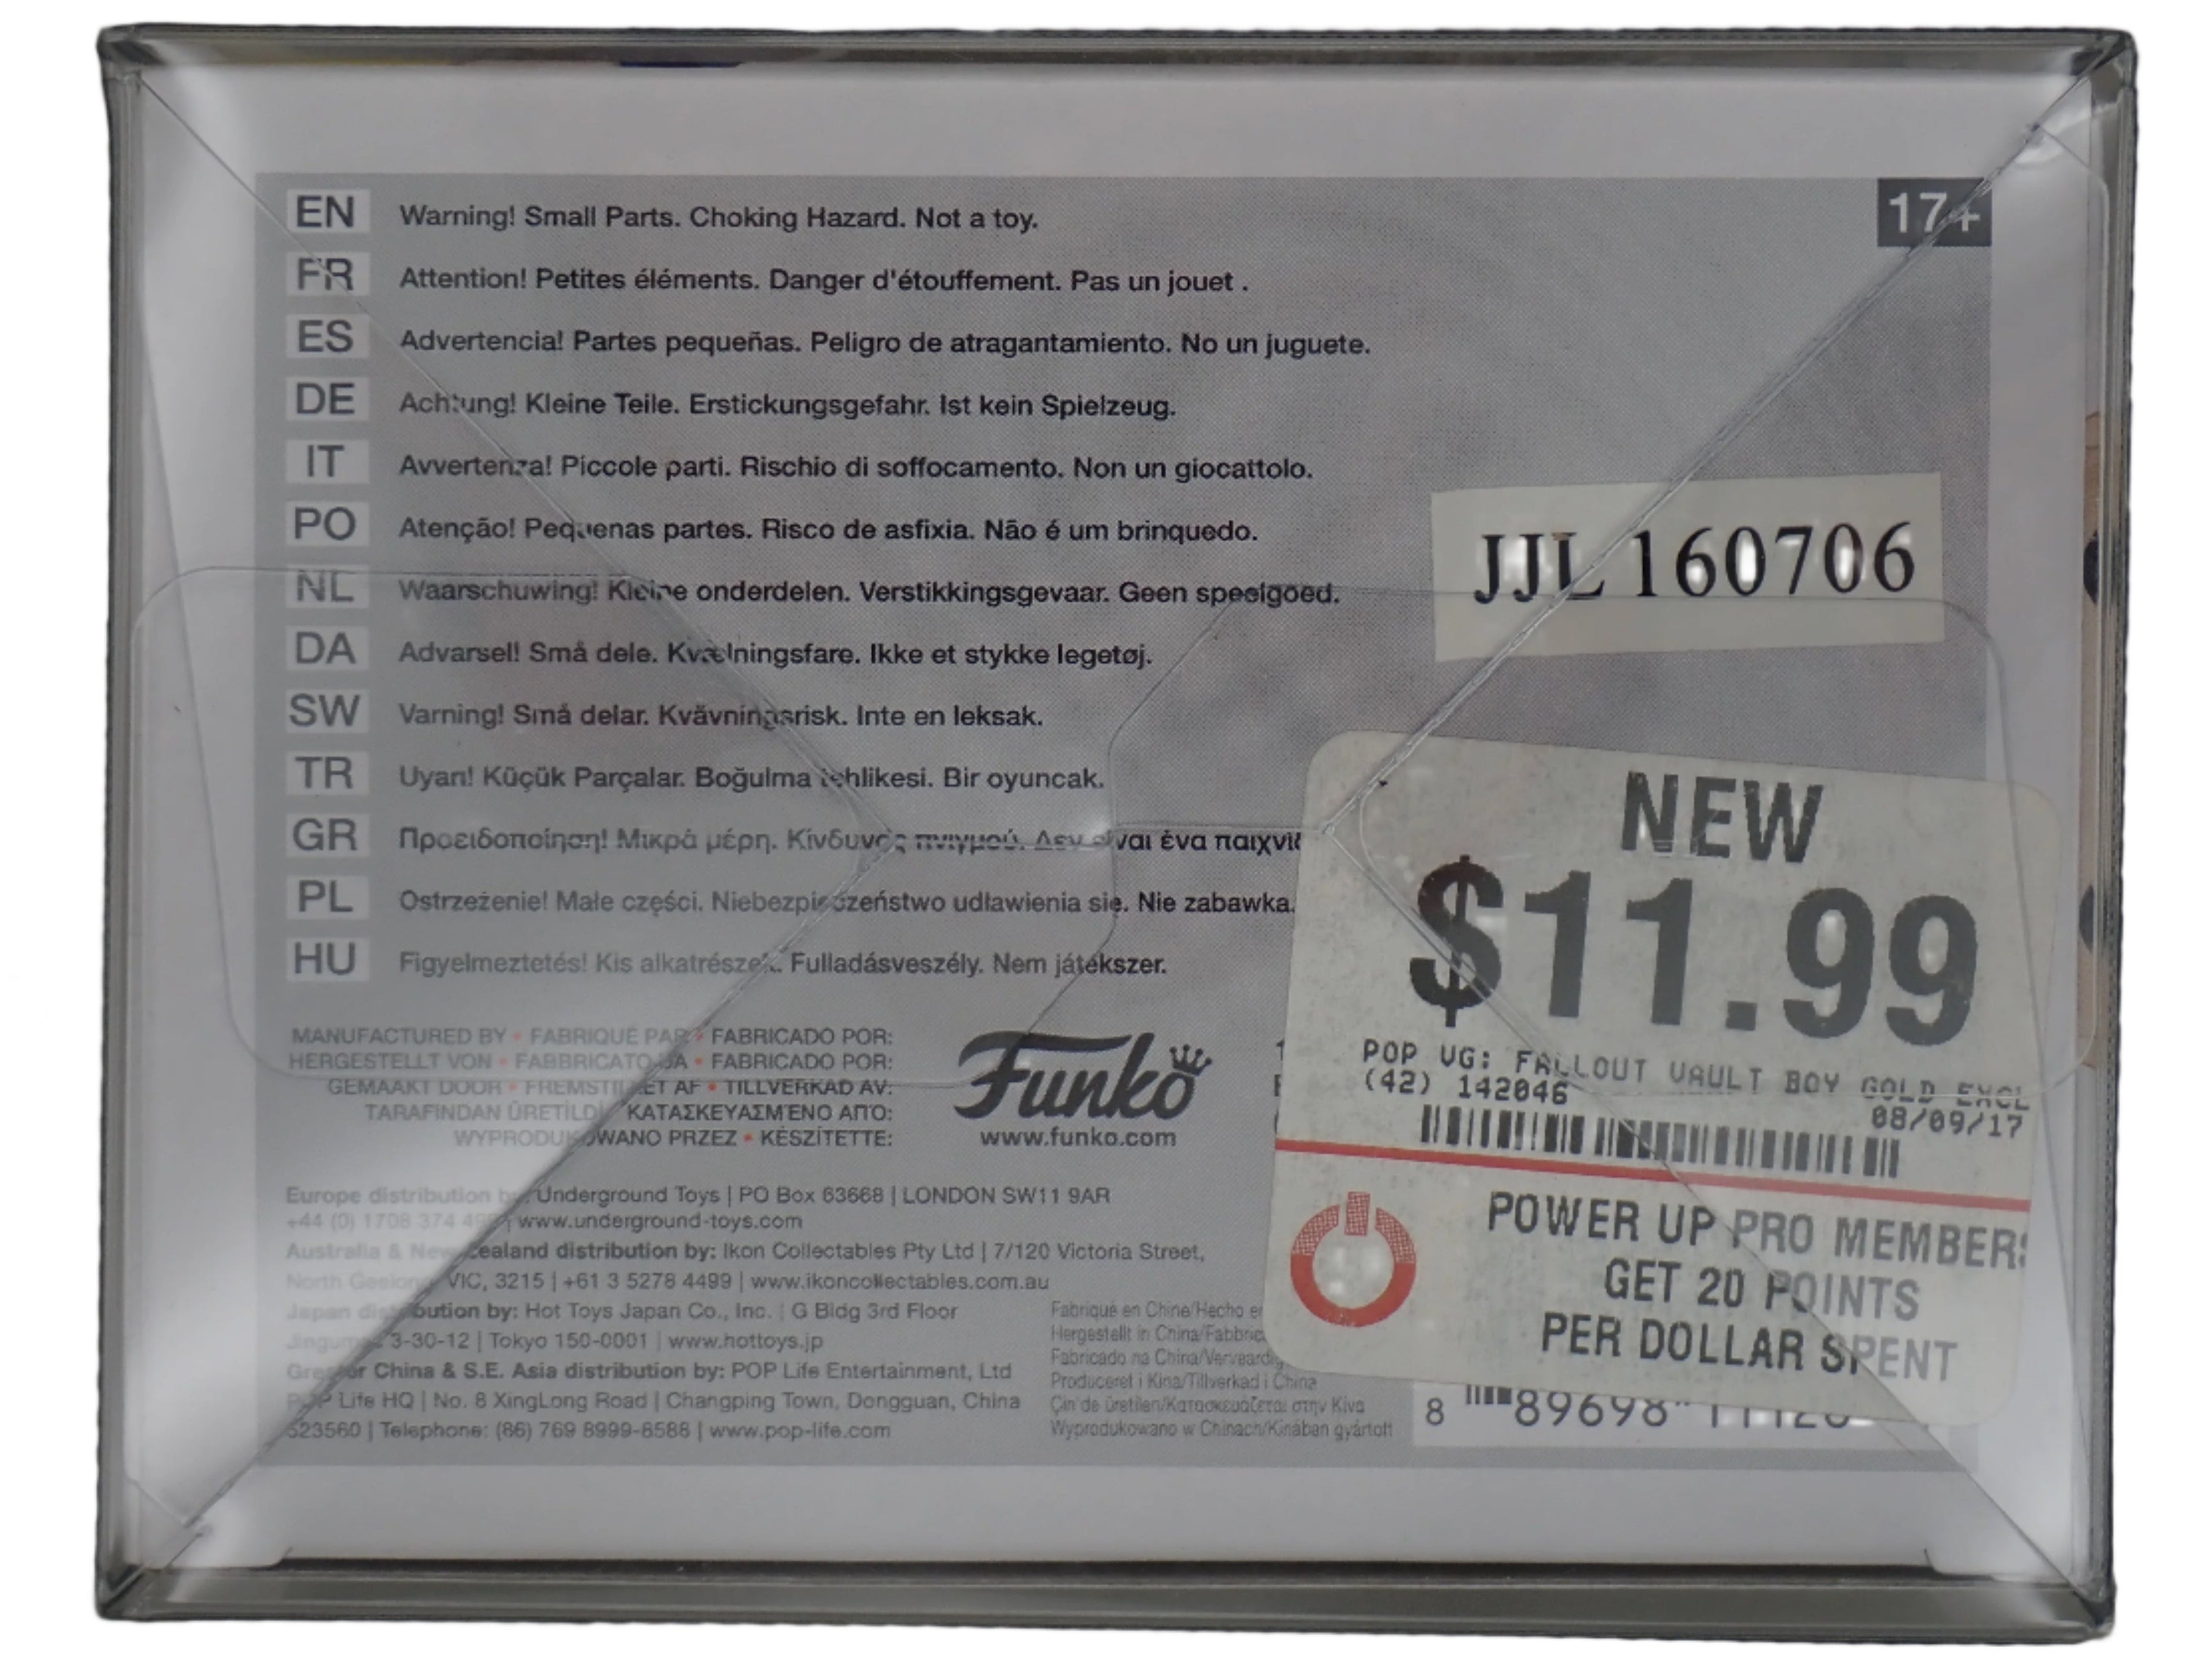 17+
EN Warning! Small Parts. Choking Hazard. Not a toy.
FR Attention! Petites éléments. Danger d'étouffement. Pas un jouet .
ES Advertencia! Partes pequeñas. Peligro de atragantamiento. No un juguete.
DE Achtung! Kleine Teile. Erstickungsgefahr. Ist kein Spielzeug.
IT Avvertenza! Piccole parti. Rischio di soffocamento. Non un giocattolo.
PO Atenção! Pequenas partes. Risco de asfixia. Não é um brinquedo.
NL Waarschuwing! Kleine onderdelen. Verstikkingsgevaar. Geen speelgoed.
DA Advarsel! Små dele. Kvælningsfare. Ikke et stykke legetøj.
SW Varning! Små delar. Kvävningsrisk. Inte en leksak.
TR Uyarı! Küçük Parçalar. Boğulma tehlikesi. Bir oyuncak.
GR Προειδοποίηση! Μικρά μέρη. Κίνδυνος πνιγμού. Δεν είναι ένα
PL Ostrzeżenie! Małe części. Niebezpieczeństwo udławienia się. Nie zabawka.
HU Figyelmeztetés! Kis alkatrészek. Fulladásveszély. Nem játékszer.
JJL 160706
MANUFACTURED BY • FABRIQUÉ PAR • FABRICADO POR:
HERGESTELLT VON • FABBRICATO DA • FABRICADO POR:
GEMAAKT DOOR • FREMSTILLET AF • TILLVERKAD AV:
TARAFINDAN ÜRETİLDİ ΚΑΤΑΣΚΕΥΑΣΜΈΝΟ ΑΠΌ:
WYPRODUKOWANO PRZEZ • KÉSZÍTETTE:
Funko
www.funko.com
Europe distribution by: Underground Toys | PO Box 63668 | LONDON SW11 9AR
+44 (0) 1708 374 | www.underground-toys.com
Australia & New Zealand distribution by: Ikon Collectables Pty Ltd | 7/120 Victoria Street,
North Geelong VIC, 3215 | +61 3 5278 4499 | www.ikoncollectables.com.au
Japan distribution by: Hot Toys Japan Co., Inc. | G Bldg 3rd Floor
3-30-12 | Tokyo 150-0001 | www.hottoys.jp
Greater China & S.E. Asia distribution by: POP Life Entertainment, Ltd
POP Life HQ | No. 8 XingLong Road | Changping Town, Dongguan, China
523560 | Telephone: (86) 769 8999-6588 | www.pop-life.com
Fabriqué en Chine/Hecho
Hergestellt in
Fabricado na
Produceret i Kina/Tillverkad i China
Çin'de üretilen/Κατασκευάζεται στην Κίνα
Wyprodukowano w Chinach/Kínában gyártott
NEW
$11.99
POP VG: FALLOUT VAULT BOY GOLD EXCL
(42) 142046
08/09/17
POWER UP PRO MEMBERS
GET 20 POINTS
PER DOLLAR SPENT
8 89698